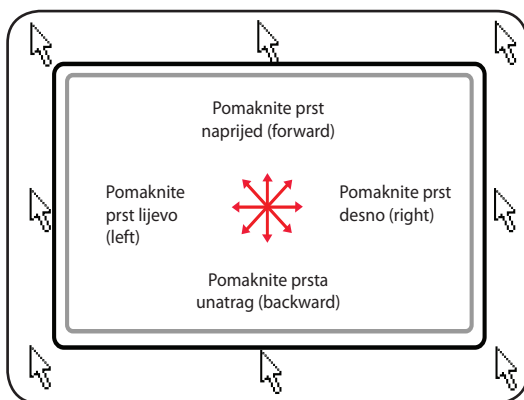 Pomaknite prst
naprijed (forward)
Pomaknite
prst lijevo
(left)
Pomaknite prst
desno (right)
Pomaknite prsta
unatrag (backward)